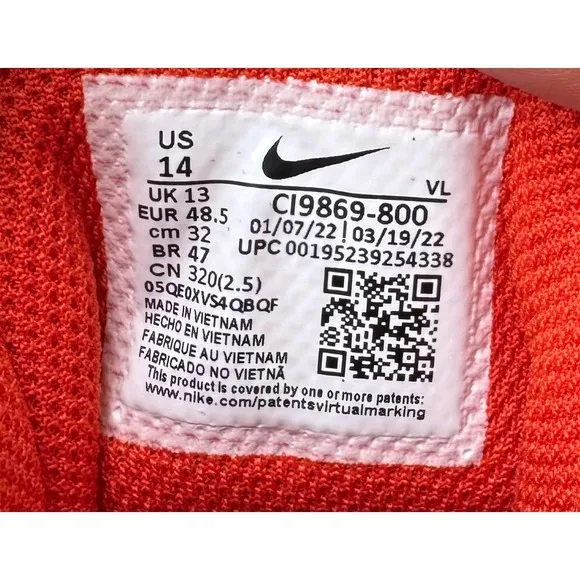 US
14
VL
UK 13
EUR 48.5
cm 32
BR 47
CN 320(2.5)
CI9869-800
01/07/22 | 03/19/22
UPC 00195239254338
05QE0XVS4QBQF
MADE IN VIETNAM
HECHO EN VIETNAM
FABRIQUE AU VIETNAM
FABRICADO NO VIETNÃ
This product is covered by one or more patents:
www.nike.com/patentsvirtualmarking